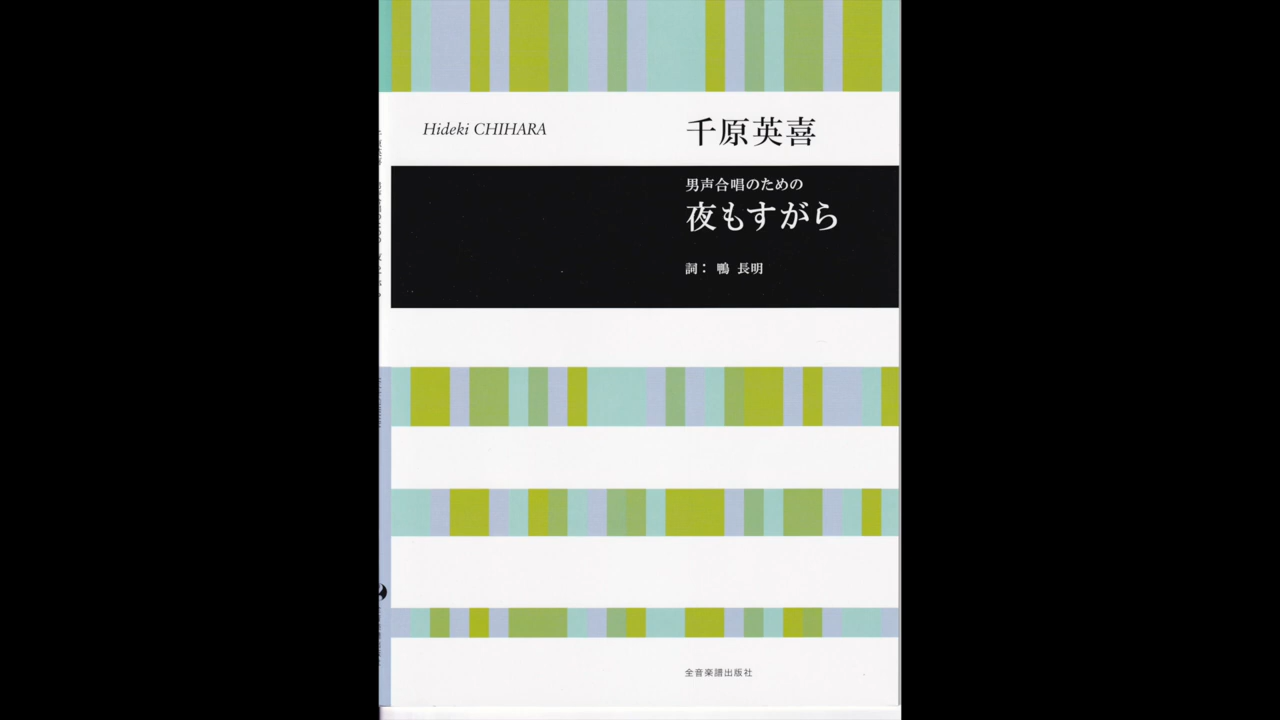 Hideki CHIHARA
千原英喜
男声合唱のための
夜もすがら
詞： 鴨 長明
全音楽譜出版社